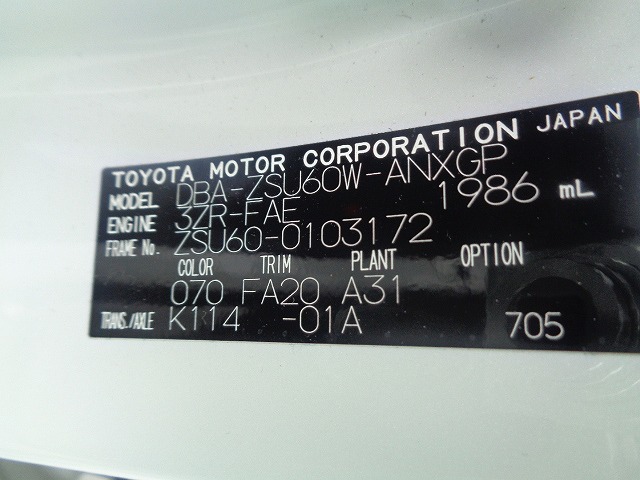 TOYOTA MOTOR CORPORATION JAPAN
MODEL DBA-ZSU60W-ANXGP
ENGINE 3ZR-FAE 1986 mL
FRAME No. ZSU60-0103172
COLOR TRIM PLANT OPTION
070 FA20 A31
TRANS./AXLE K114 -01A 705